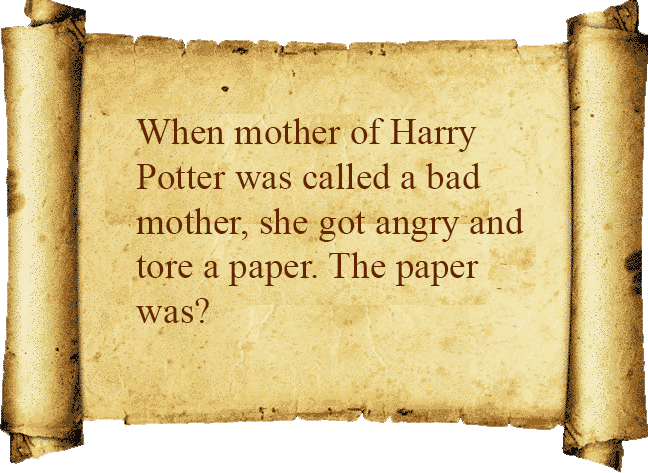 When mother of Harry
Potter was called a bad
mother, she got angry and
tore a paper. The paper
was?